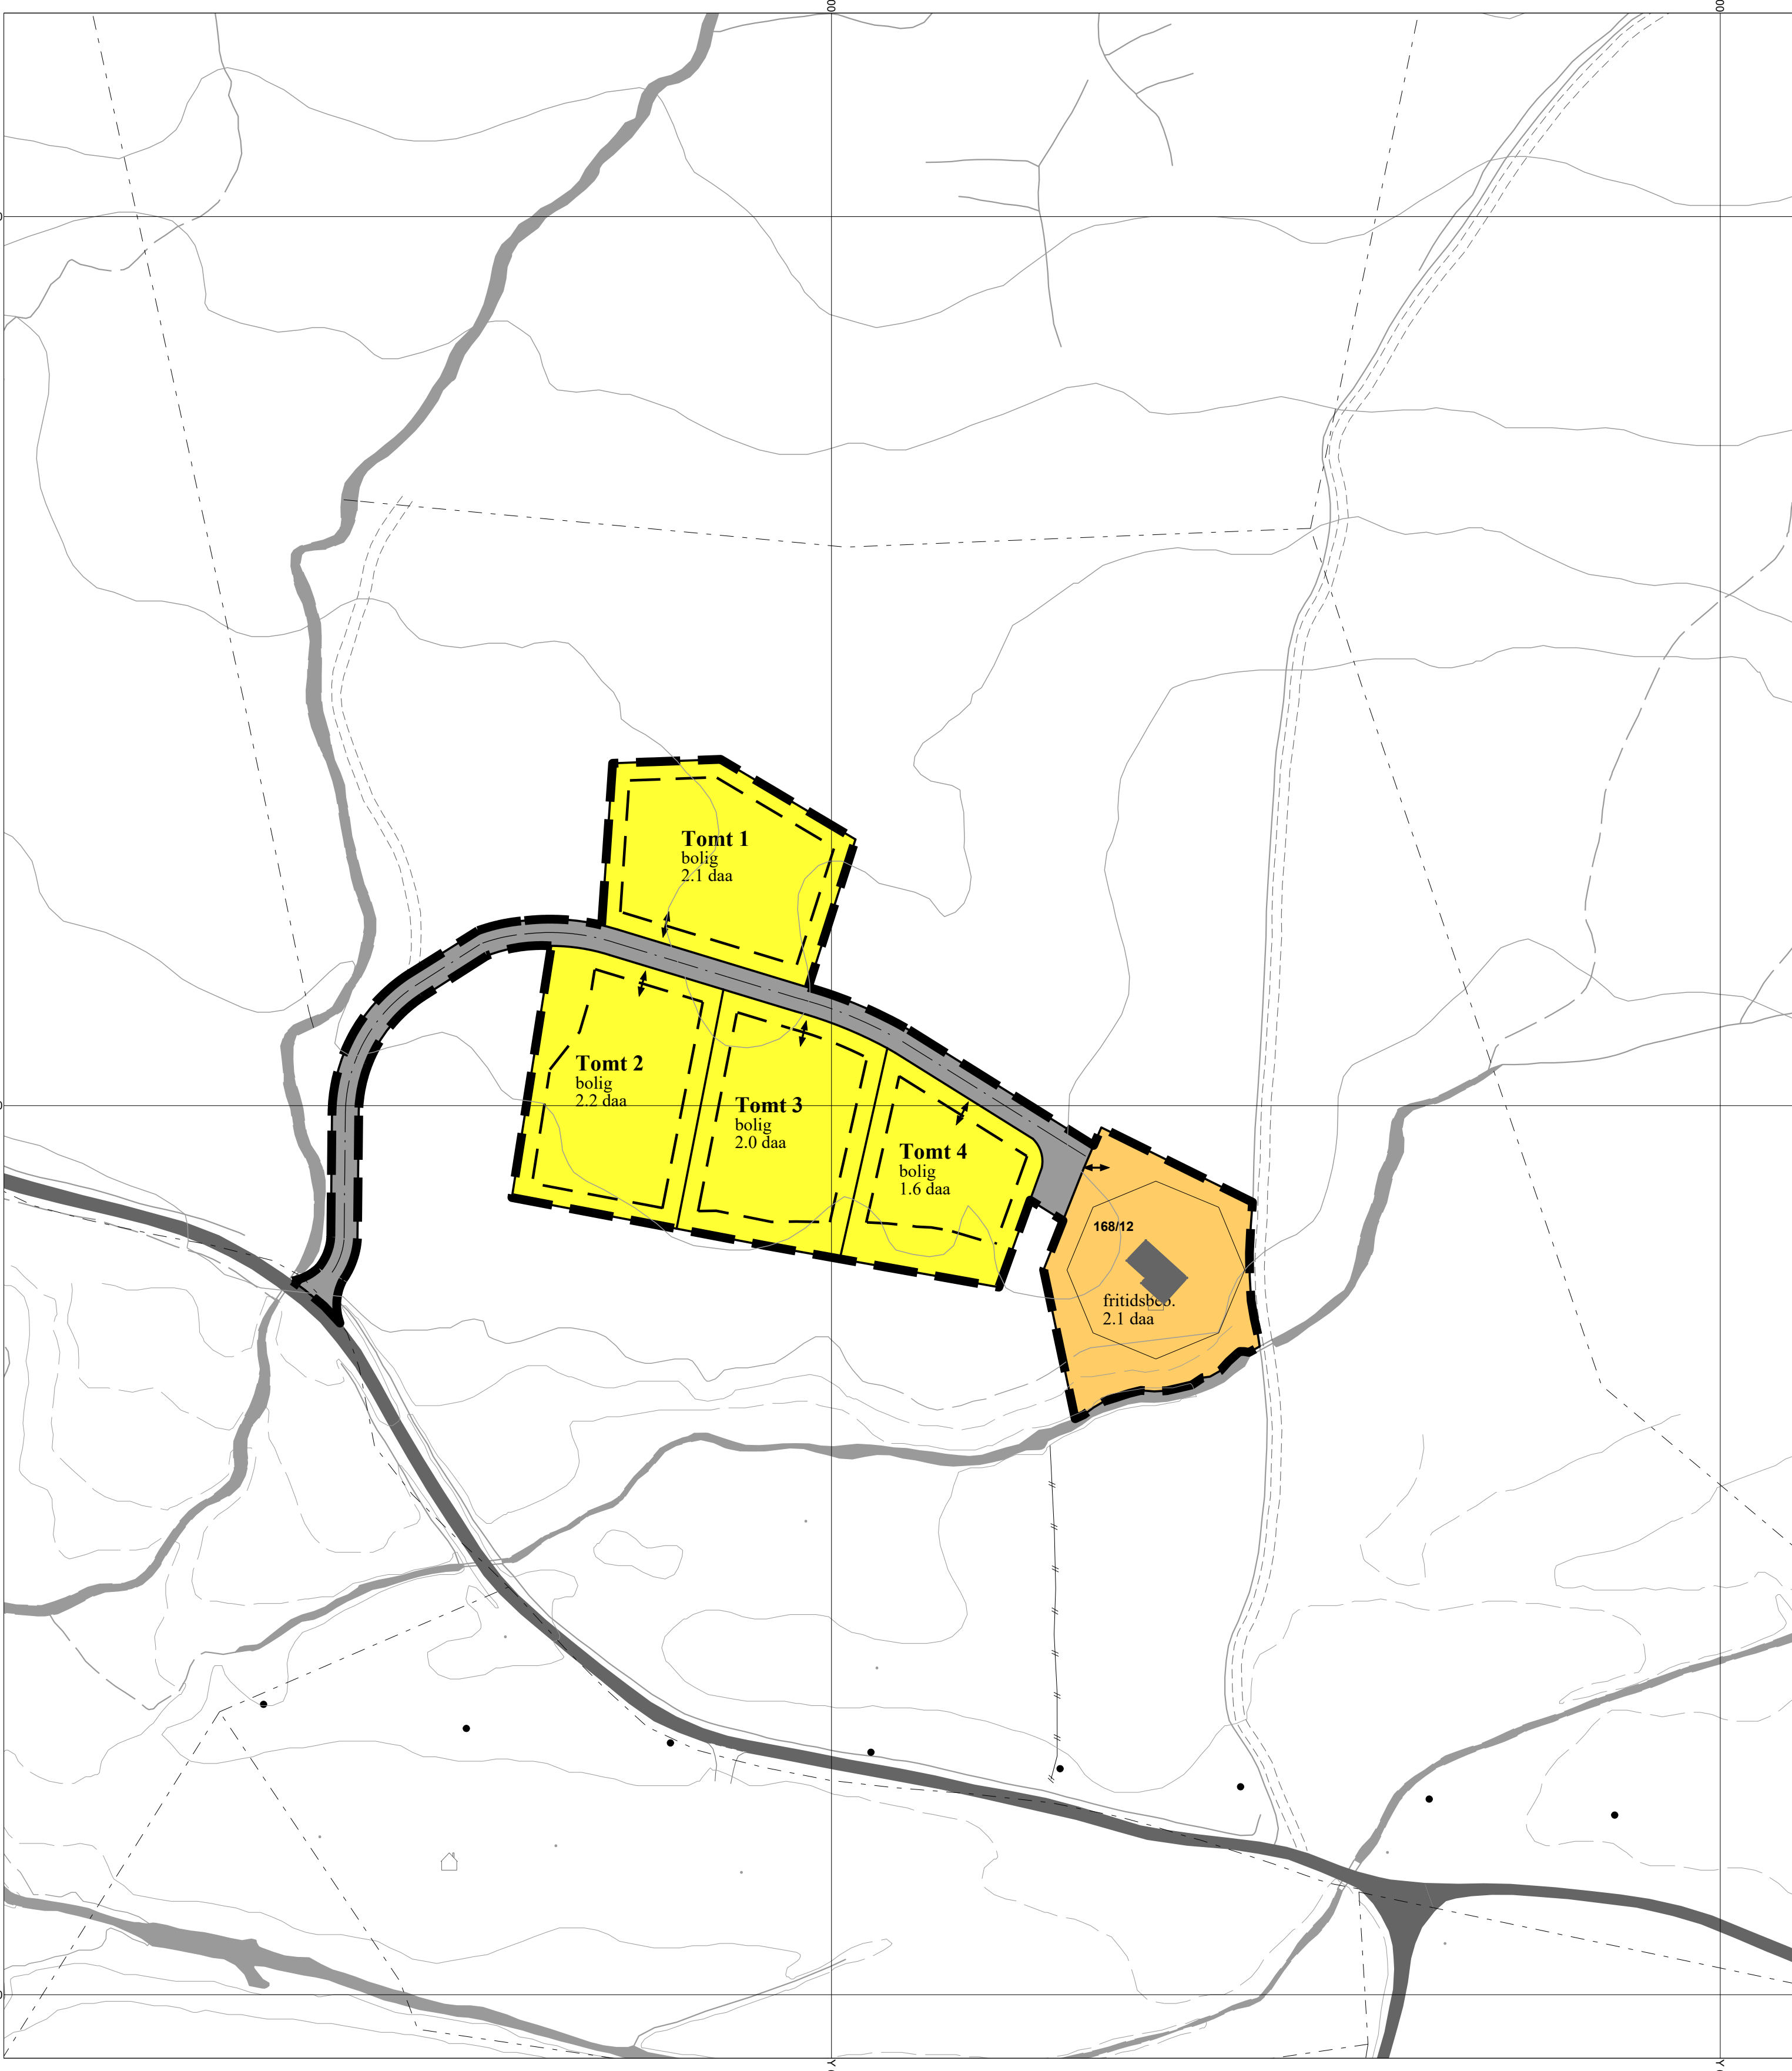 Tomt 1
bolig
2.1 daa
Tomt 2
bolig
2.2 daa
Tomt 3
bolig
2.0 daa
Tomt 4
bolig
1.6 daa
168/12
fritidsbeb.
2.1 daa